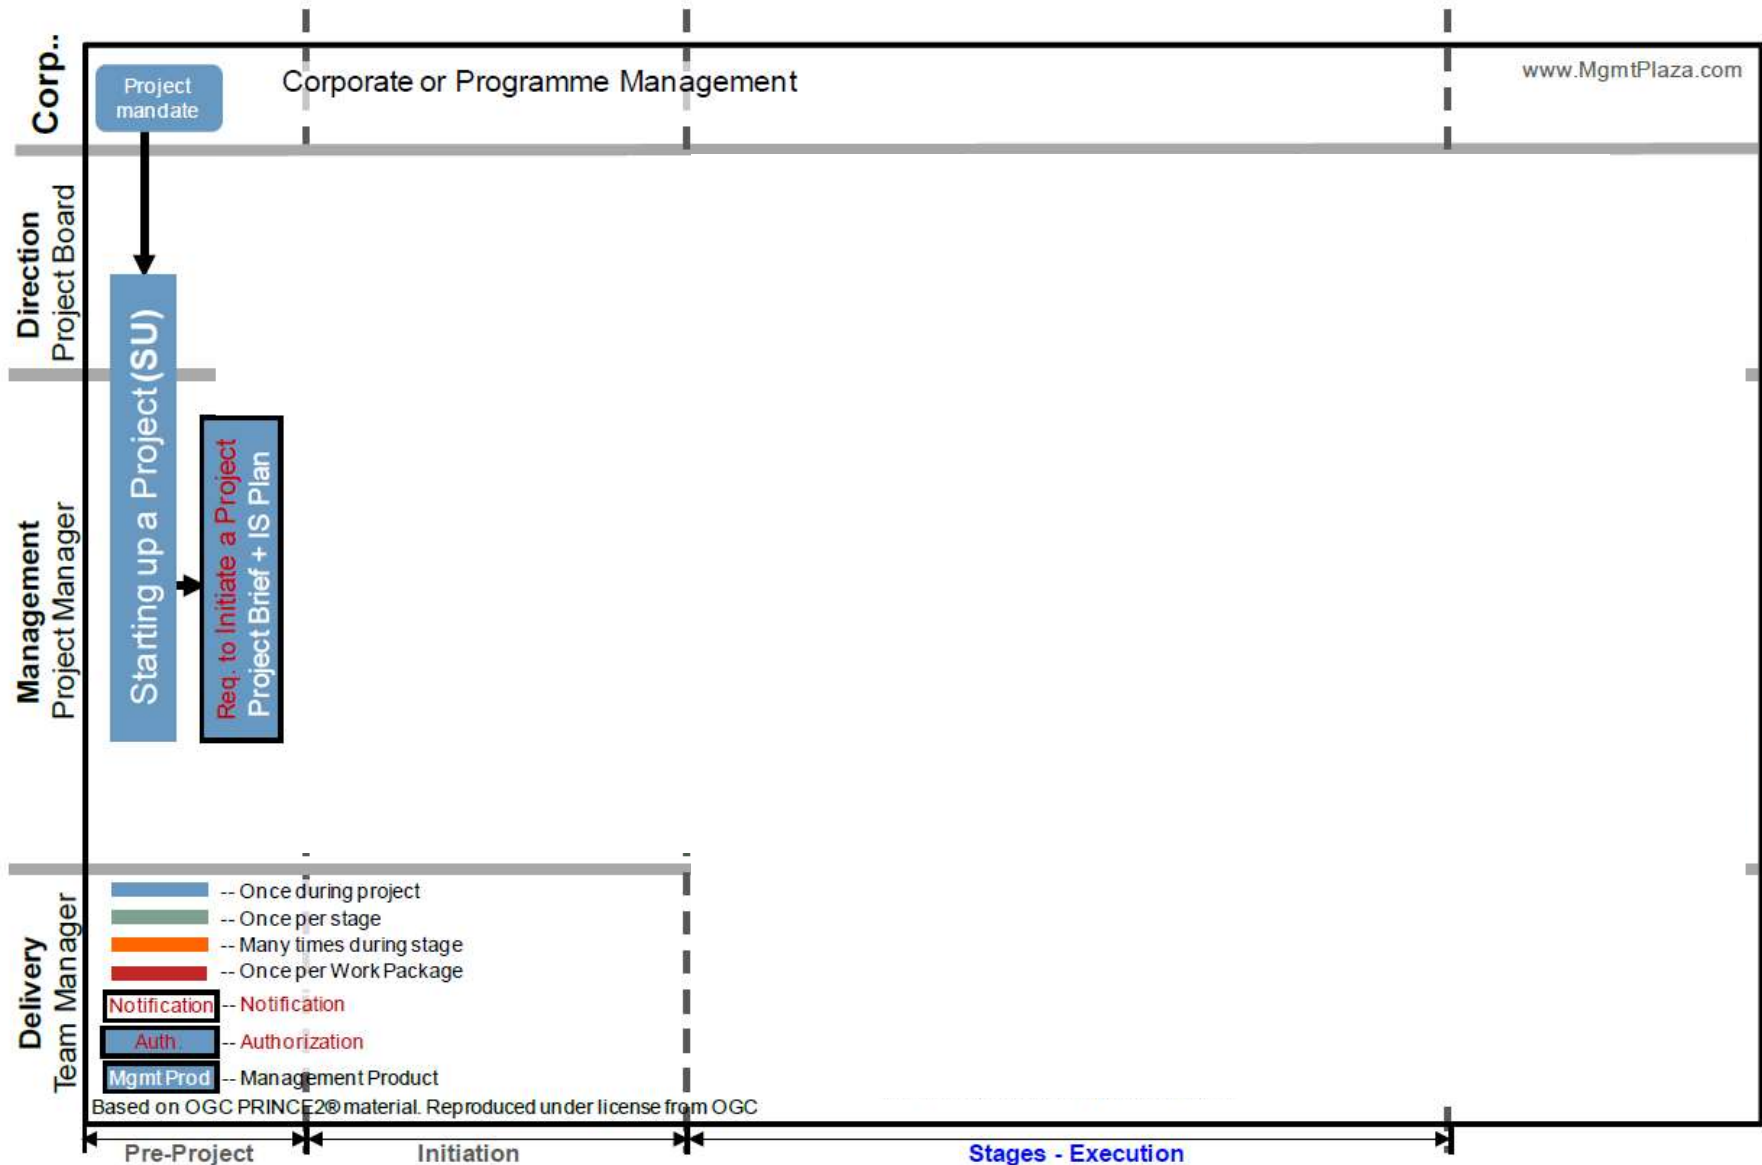 Corp..
Project
mandate
Corporate or Programme Management
www.MgmtPlaza.com
Direction
Project Board
Starting up a Project (SU)
Req. to Initiate a Project
Project Brief + IS Plan
Management
Project Manager
Delivery
Team Manager
-- Once during project
-- Once per stage
-- Many times during stage
-- Once per Work Package
Notification -- Notification
Auth. -- Authorization
Mgmt Prod -- Management Product
Based on OGC PRINCE2® material. Reproduced under license from OGC
Pre-Project
Initiation
Stages - Execution